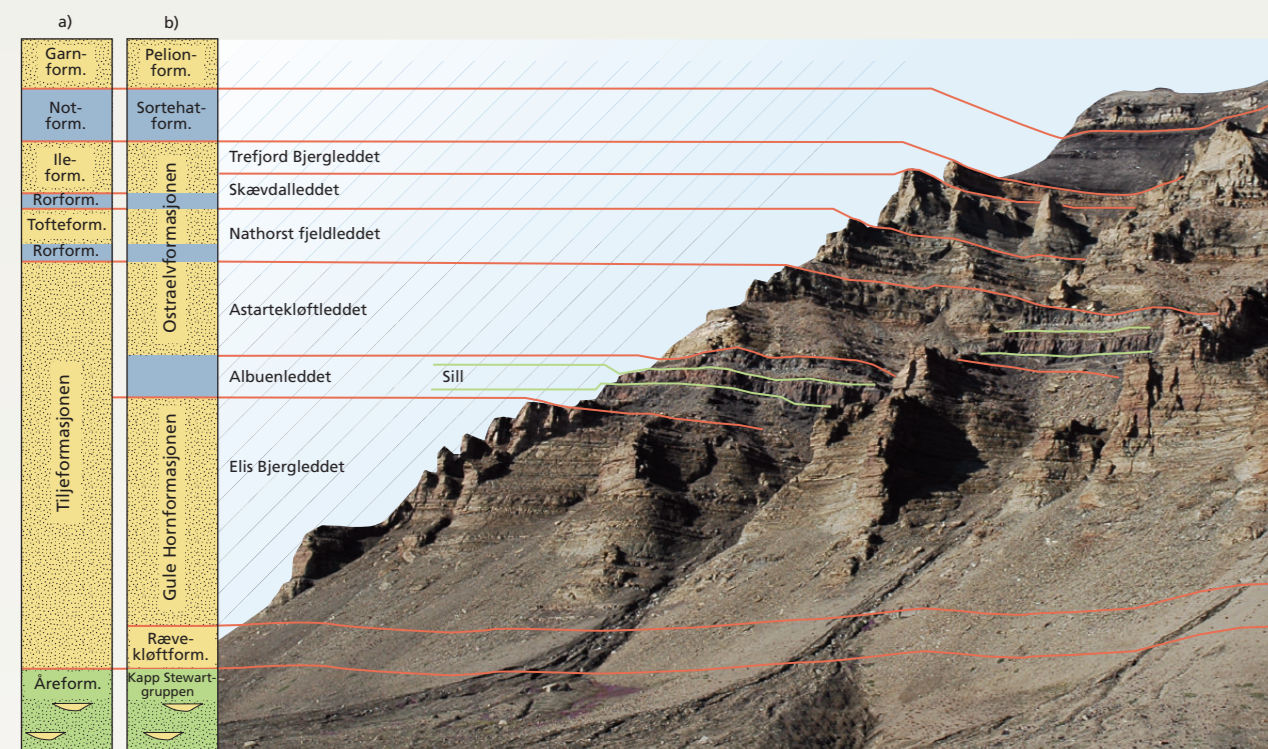 a)
b)
Garn-
form.
Pelion-
form.
Not-
form.
Sortehat-
form.
Ile-
form.
Rorform.
Tofteform.
Rorform.
Tiljeformasjonen
Åreform.
Ostraelvformasjonen
Gule Hornformasjonen
Ræve-
kløftform.
Kapp Stewart-
gruppen
Trefjord Bjergleddet
Skævdalleddet
Nathorst fjeldleddet
Astartekløftleddet
Albuenleddet
Sill
Elis Bjergleddet